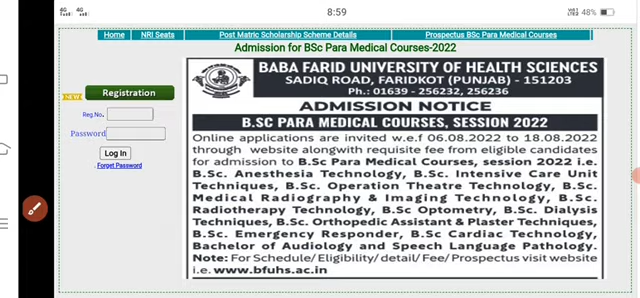 8:59
48%
Home
NRI Seats
Post Matric Scholarship Scheme Details
Prospectus BSc Para Medical Courses
Admission for BSc Para Medical Courses-2022
NEW
Registration
Reg.No.
Password
Log In
Forget Password
BABA FARID UNIVERSITY OF HEALTH SCIENCES
SADIQ ROAD, FARIDKOT (PUNJAB) - 151203
Ph.: 01639 - 256232, 256236
ADMISSION NOTICE
B.SC PARA MEDICAL COURSES, SESSION 2022
Online applications are invited w.e.f 06.08.2022 to 18.08.2022
through website alongwith requisite fee from eligible candidates
for admission to B.Sc Para Medical Courses, session 2022 i.e.
B.Sc. Anesthesia Technology, B.Sc. Intensive Care Unit
Techniques, B.Sc. Operation Theatre Technology, B.Sc.
Medical Radiography & Imaging Technology, B.Sc.
Radiotherapy Technology, B.Sc Optometry, B.Sc. Dialysis
Techniques, B.Sc. Orthopedic Assistant & Plaster Techniques,
B.Sc. Emergency Responder, B.Sc Cardiac Technology,
Bachelor of Audiology and Speech Language Pathology.
Note: For Schedule/Eligibility/detail/Fee/Prospectus visit website
i.e. www.bfuhs.ac.in